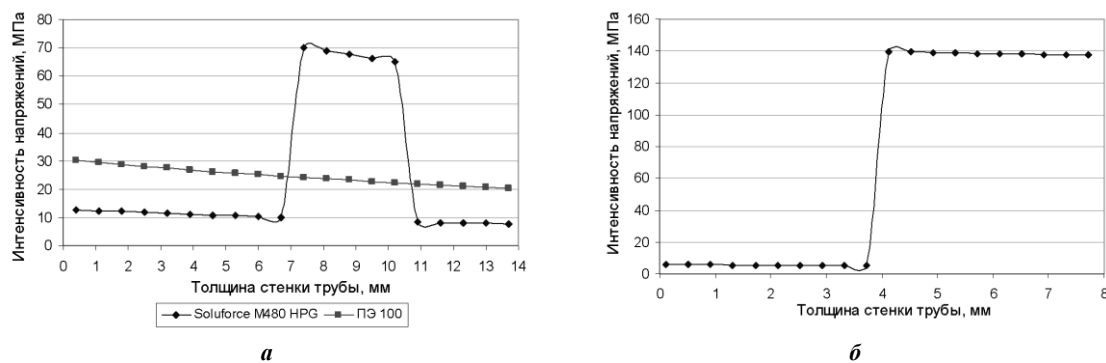 Интенсивность напряжений, МПа
80
70
60
50
40
30
20
10
0
0 1 2 3 4 5 6 7 8 9 10 11 12 13 14
Толщина стенки трубы, мм
Soluforce M480 HPG ПЭ 100
а
Интенсивность напряжений, МПа
160
140
120
100
80
60
40
20
0
0 1 2 3 4 5 6 7 8
Толщина стенки трубы, мм
б